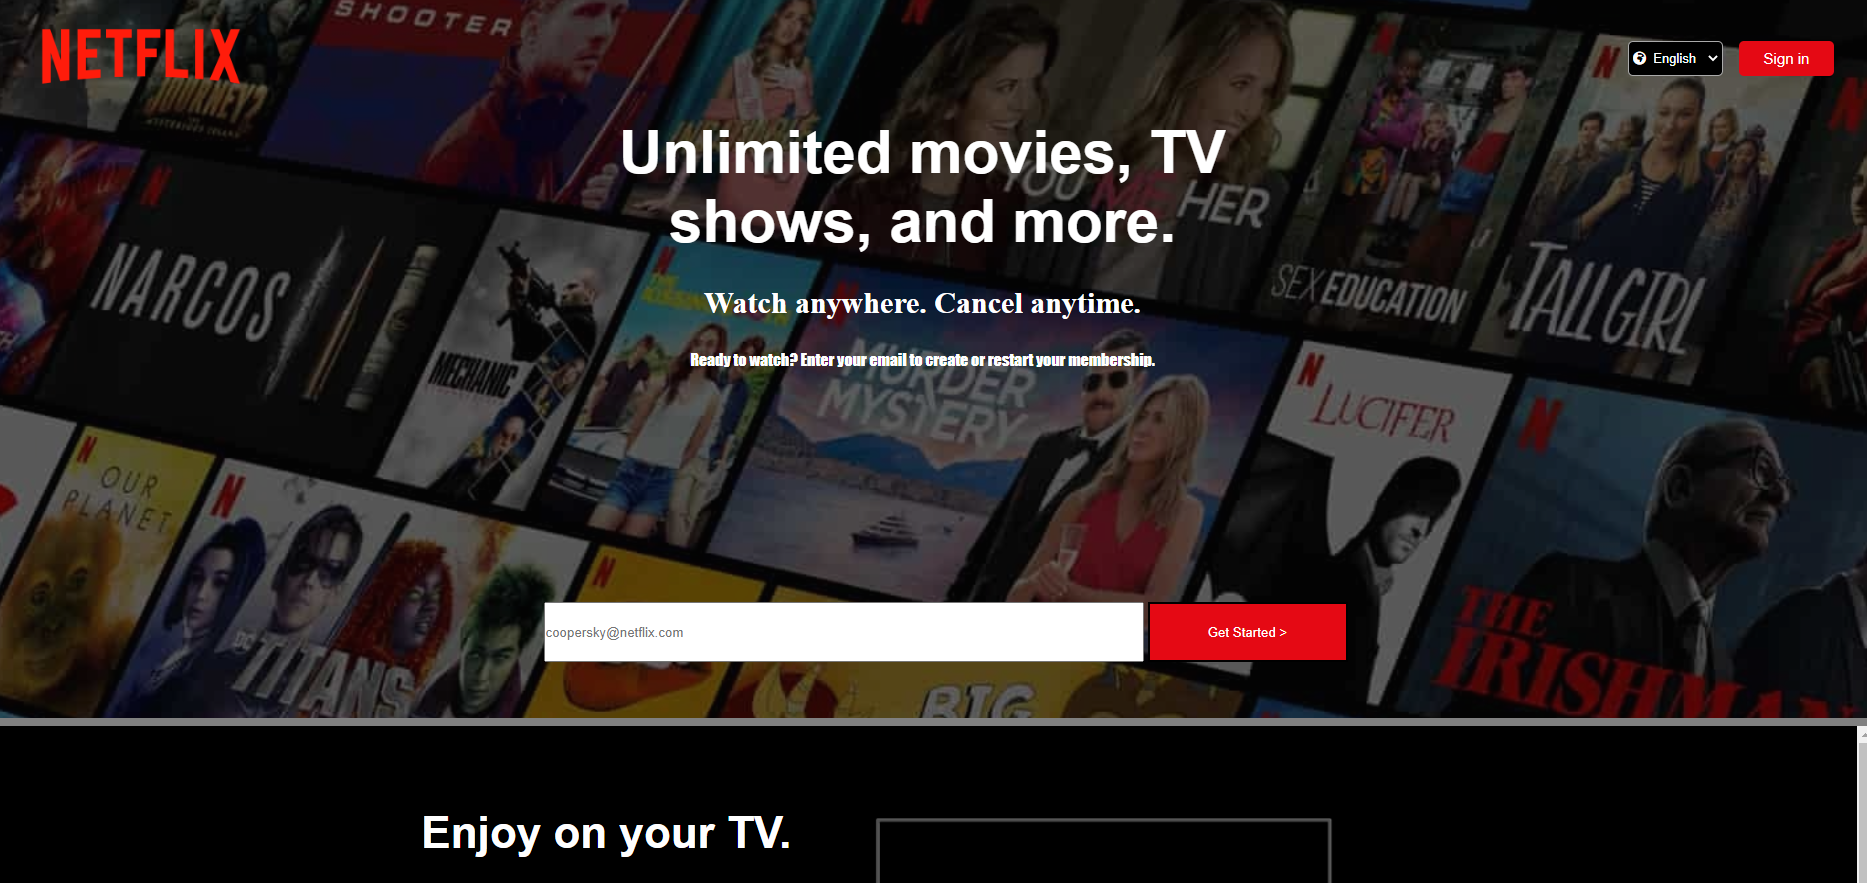 NETFLIX
English
Sign in
SHOOTER
JOURNEY 2
Unlimited movies, TV
shows, and more.
YOU ME HER
NARCOS
SEX EDUCATION
TALL GIRL
Watch anywhere. Cancel anytime.
MECHANIC
Ready to watch? Enter your email to create or restart your membership.
MURDER
MYSTERY
LUCIFER
OUR
PLANET
DC
TITANS
THE
IRISHMAN
BIG
coopersky@netflix.com
Get Started >
Enjoy on your TV.